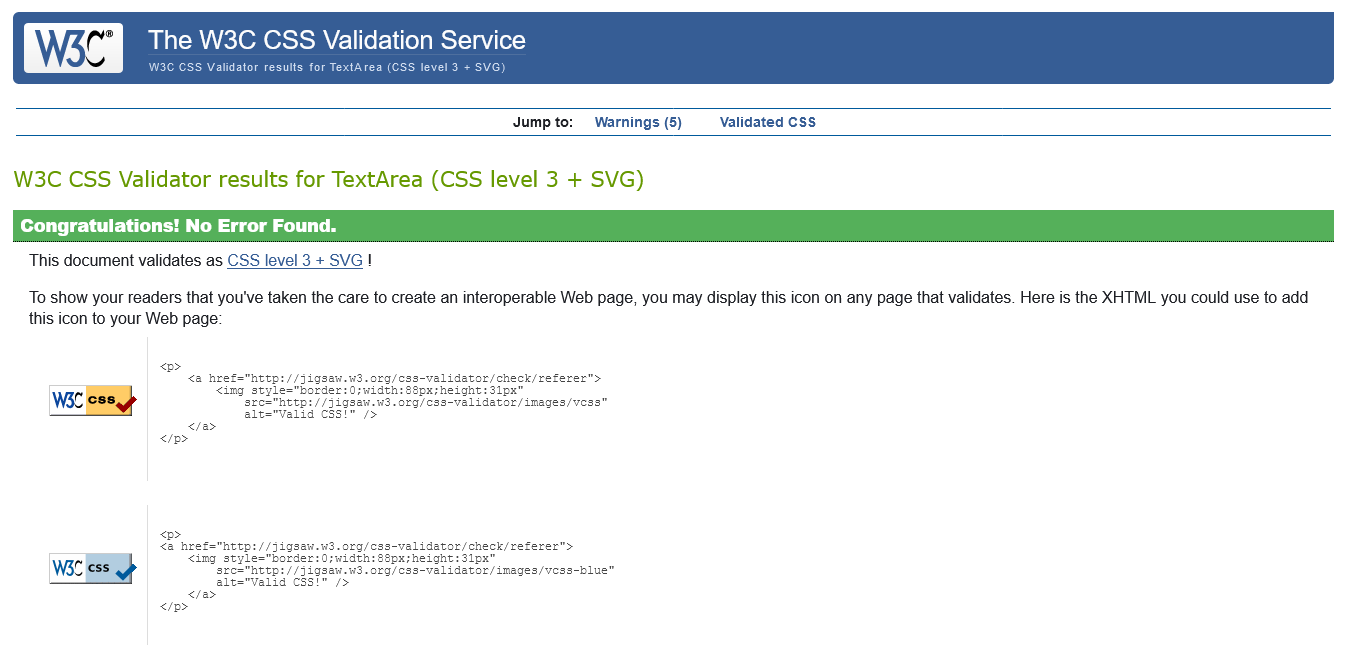 W3C®
The W3C CSS Validation Service
W3C CSS Validator results for TextArea (CSS level 3 + SVG)
Jump to: Warnings (5) Validated CSS
W3C CSS Validator results for TextArea (CSS level 3 + SVG)
Congratulations! No Error Found.
This document validates as CSS level 3 + SVG !
To show your readers that you've taken the care to create an interoperable Web page, you may display this icon on any page that validates. Here is the XHTML you could use to add
this icon to your Web page:
<p>
<a href="http://jigsaw.w3.org/css-validator/check/referer">
<img style="border:0;width:88px;height:31px"
W3C css
src="http://jigsaw.w3.org/css-validator/images/vcss"
alt="Valid CSS!" />
</a>
</p>
<p>
<a href="http://jigsaw.w3.org/css-validator/check/referer">
<img style="border:0;width:88px;height:31px"
W3C css
src="http://jigsaw.w3.org/css-validator/images/vcss-blue"
alt="Valid CSS!" />
</a>
</p>